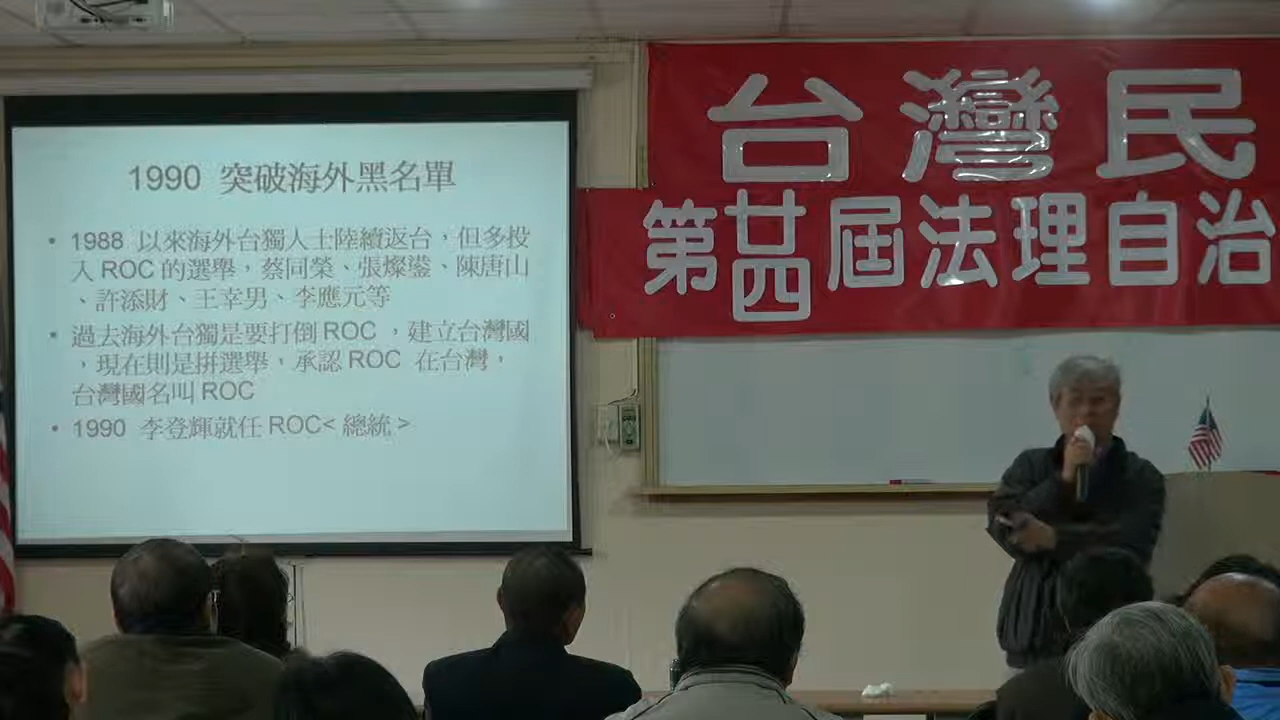 1990 突破海外黑名單
• 1988 以來海外台獨人士陸續返台，但多投
入 ROC 的選舉，蔡同榮、張燦鍙、陳唐山
、許添財、王幸男、李應元等
• 過去海外台獨是要打倒 ROC ，建立台灣國
，現在則是拼選舉，承認 ROC 在台灣，
台灣國名叫 ROC
• 1990 李登輝就任 ROC< 總統 >
台灣民
第廿四屆法理自治